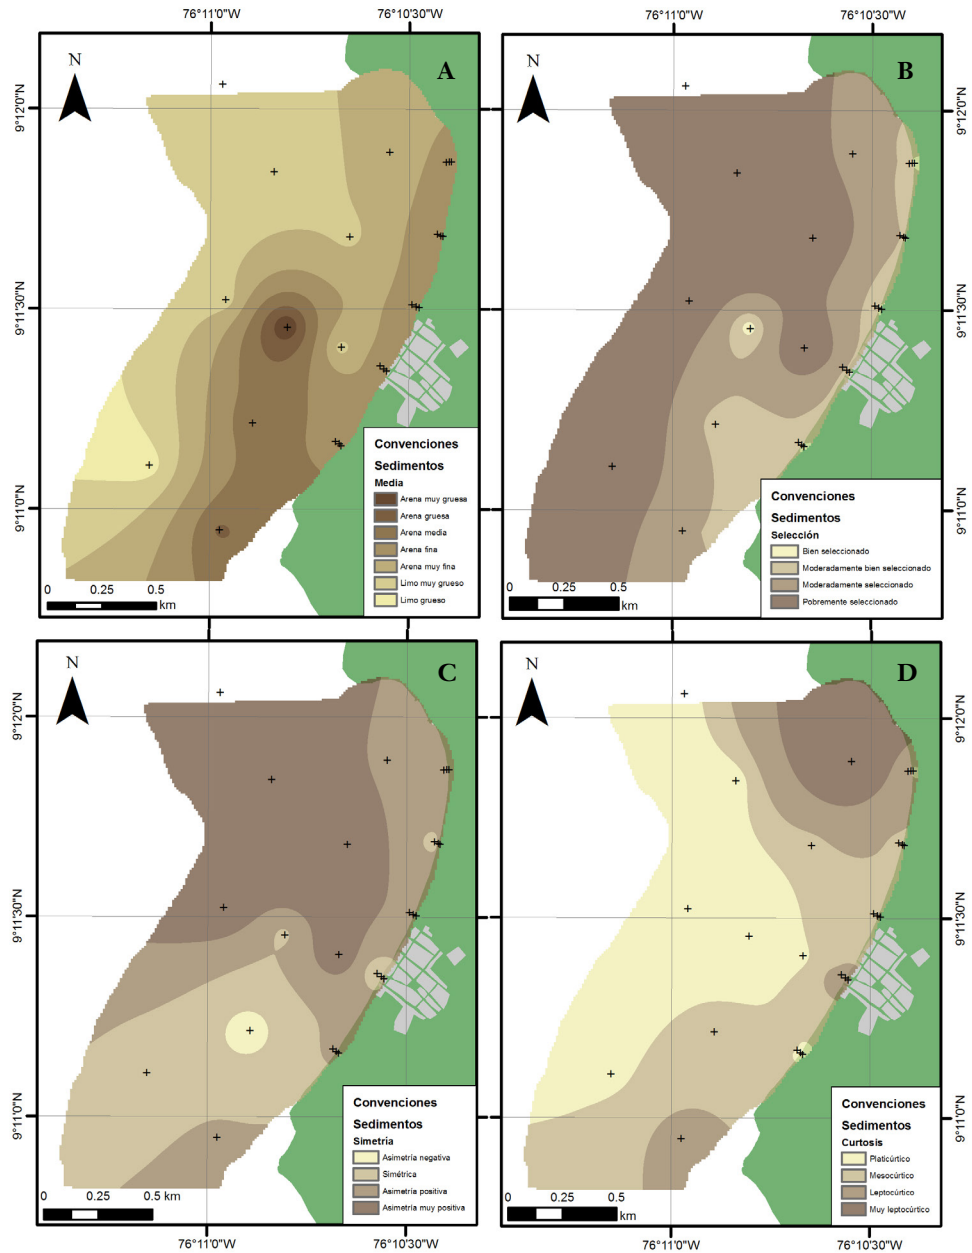 76°11'0"W
76°10'30"W
76°11'0"W
76°10'30"W
N
A
N
B
9°12'0"N
9°12'0"N
9°11'30"N
9°11'30"N
9°11'0"N
9°11'0"N
Convenciones
Sedimentos
Media
Arena muy gruesa
Arena gruesa
Arena media
Arena fina
Arena muy fina
Limo muy grueso
Limo grueso
0 0.25 0.5
km
Convenciones
Sedimentos
Selección
Bien seleccionado
Moderadamente bien seleccionado
Moderadamente seleccionado
Pobremente seleccionado
0 0.25 0.5
km
N
C
N
D
9°12'0"N
9°12'0"N
9°11'30"N
9°11'30"N
9°11'0"N
9°11'0"N
Convenciones
Sedimentos
Simetría
Asimetría negativa
Simétrica
Asimetría positiva
Asimetría muy positiva
0 0.25 0.5 km
Convenciones
Sedimentos
Curtosis
Platicúrtico
Mesocúrtico
Leptocúrtico
Muy leptocúrtico
0 0.25 0.5
km
76°11'0"W
76°10'30"W
76°11'0"W
76°10'30"W